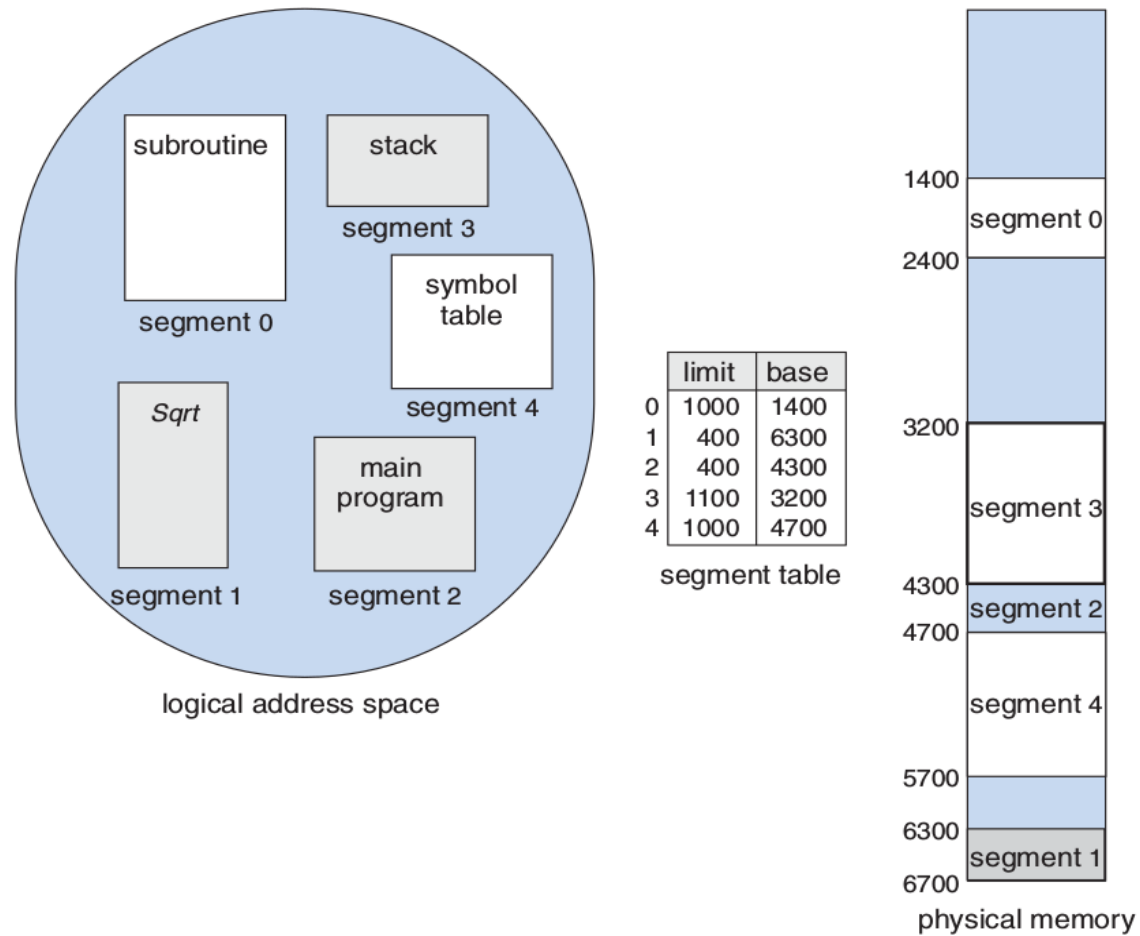 subroutine
segment 0
stack
segment 3
symbol
table
segment 4
Sqrt
segment 1
main
program
segment 2
logical address space
limit base
0 1000 1400
1 400 6300
2 400 4300
3 1100 3200
4 1000 4700
segment table
1400
segment 0
2400
3200
segment 3
4300
segment 2
4700
segment 4
5700
6300
segment 1
6700
physical memory